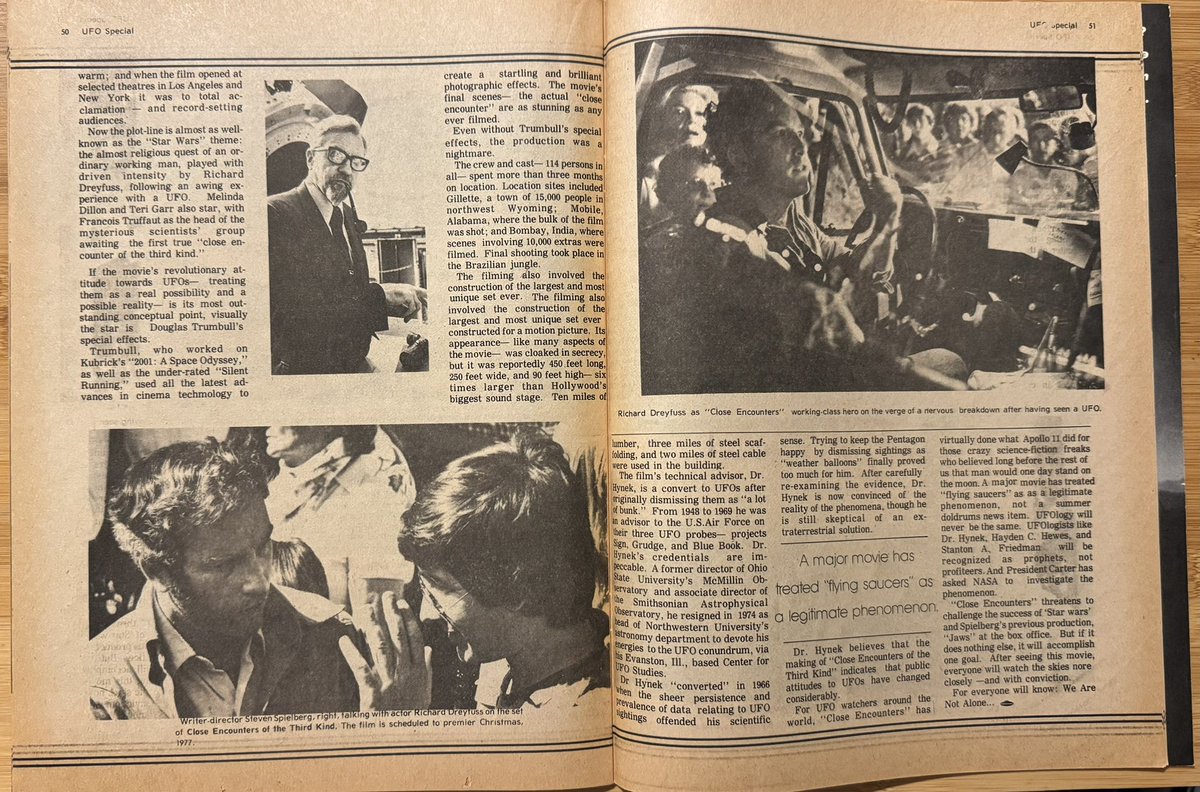 50 UFO Special
warm; and when the film opened at
selected theatres in Los Angeles and
New York it was to total ac-
clamation — and record-setting
audiences.
Now the plot-line is almost as well-
known as the "Star Wars" theme:
the almost religious quest of an or-
dinary working man, played with
driven intensity by Richard
Dreyfuss, following an awing ex-
perience with a UFO. Melinda
Dillon and Teri Garr also star, with
Francois Truffaut as the head of the
mysterious scientists' group
awaiting the first true "close en-
counter of the third kind."
If the movie's revolutionary at-
titude towards UFOs— treating
them as a real possibility and a
possible reality— is its most out-
standing conceptual point, visually
the star is Douglas Trumbull's
special effects.
Trumbull, who worked on
Kubrick's "2001: A Space Odyssey,"
as well as the under-rated "Silent
Running," used all the latest ad-
vances in cinema techmology to
create a startling and brilliant
photographic effects. The movie's
final scenes— the actual "close
encounter" are as stunning as any
ever filmed.
Even without Trumbull's special
effects, the production was a
nightmare.
The crew and cast— 114 persons in
all— spent more than three months
on location. Location sites included
Gillette, a town of 15,000 people in
northwest Wyoming; Mobile,
Alabama, where the bulk of the film
was shot; and Bombay, India, where
scenes involving 10,000 extras were
filmed. Final shooting took place in
the Brazilian jungle.
The filming also involved the
construction of the largest and most
unique set ever. The filming also
involved the construction of the
largest and most unique set ever
constructed for a motion picture. Its
appearance— like many aspects of
the movie— was cloaked in secrecy,
but it was reportedly 450 feet long,
250 feet wide, and 90 feet high— six
times larger than Hollywood's
biggest sound stage. Ten miles of
Writer-director Steven Spielberg, right, talking with actor Richard Dreyfuss on the set
of Close Encounters of the Third Kind. The film is scheduled to premier Christmas,
1977.
UFO Special 51
Richard Dreyfuss as "Close Encounters" working-class hero on the verge of a nervous breakdown after having seen a UFO.
lumber, three miles of steel scaf-
folding, and two miles of steel cable
were used in the building.
The film's technical advisor, Dr.
Hynek, is a convert to UFOs after
originally dismissing them as "a lot
of bunk." From 1948 to 1969 he was
an advisor to the U.S.Air Force on
their three UFO probes— projects
Sign, Grudge, and Blue Book. Dr.
Hynek's credentials are im-
peccable. A former director of Ohio
State University's McMillin Ob-
servatory and associate director of
the Smithsonian Astrophysical
Observatory, he resigned in 1974 as
head of Northwestern University's
astronomy department to devote his
energies to the UFO conundrum, via
his Evanston, Ill., based Center for
UFO Studies.
Dr Hynek "converted" in 1966
when the sheer persistence and
prevalence of data relating to UFO
sightings offended his scientific
sense. Trying to keep the Pentagon
happy by dismissing sightings as
"weather balloons" finally proved
too much for him. After carefully
re-examining the evidence, Dr.
Hynek is now convinced of the
reality of the phenomena, though he
is still skeptical of an ex-
traterrestrial solution.
A major movie has
treated "flying saucers" as
a legitimate phenomenon.
Dr. Hynek believes that the
making of "Close Encounters of the
Third Kind" indicates that public
attitudes to UFOs have changed
considerably.
For UFO watchers around the
world, "Close Encounters" has
virtually done what Apollo 11 did for
those crazy science-fiction freaks
who believed long before the rest of
us that man would one day stand on
the moon. A major movie has treated
"flying saucers" as as a legitimate
phenomenon, not a summer
doldrums news item. UFOlogy will
never be the same. UFOlogists like
Dr. Hynek, Hayden C. Hewes, and
Stanton A. Friedman will be
recognized as prophets, not
profiteers. And President Carter has
asked NASA to investigate the
phenomenon.
"Close Encounters" threatens to
challenge the success of 'Star wars'
and Spielberg's previous production,
"Jaws" at the box office. But if it
does nothing else, it will accomplish
one goal. After seeing this movie,
everyone will watch the skies nore
closely —and with conviction.
For everyone will know: We Are
Not Alone...